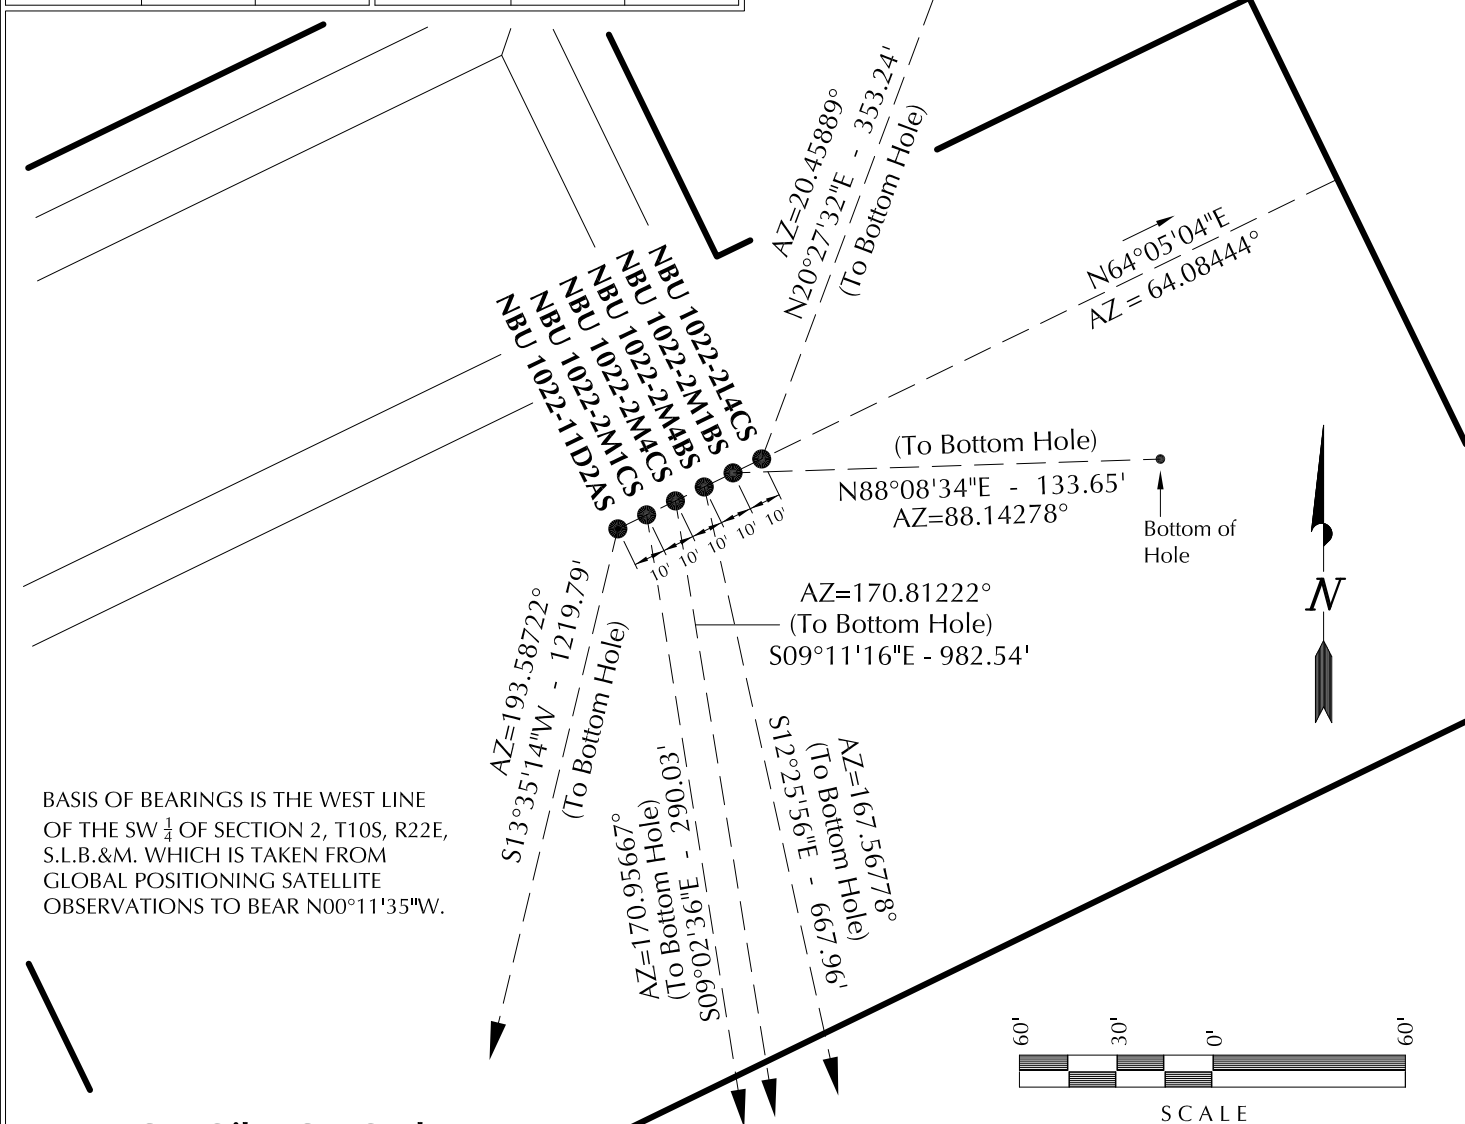 AZ=20.45889°
N20°27'32"E - 353.24'
(To Bottom Hole)
N64°05'04"E
AZ = 64.08444°
NBU 1022-2L4CS
NBU 1022-2M1BS
NBU 1022-2M4BS
NBU 1022-2M4CS
NBU 1022-2M1CS
NBU 1022-11D2AS
(To Bottom Hole)
N88°08'34"E - 133.65'
AZ=88.14278°
Bottom of
Hole
10'
10'
10'
10'
10'
N
AZ=170.81222°
(To Bottom Hole)
S09°11'16"E - 982.54'
AZ=193.58722°
S13°35'14"W - 1219.79'
(To Bottom Hole)
AZ=170.95667°
(To Bottom Hole)
S09°02'36"E - 290.03'
AZ=167.56778°
(To Bottom Hole)
S12°25'56"E - 667.96'
BASIS OF BEARINGS IS THE WEST LINE
OF THE SW 1/4 OF SECTION 2, T10S, R22E,
S.L.B.&M. WHICH IS TAKEN FROM
GLOBAL POSITIONING SATELLITE
OBSERVATIONS TO BEAR N00°11'35"W.
60' 30' 0' 60'
SCALE